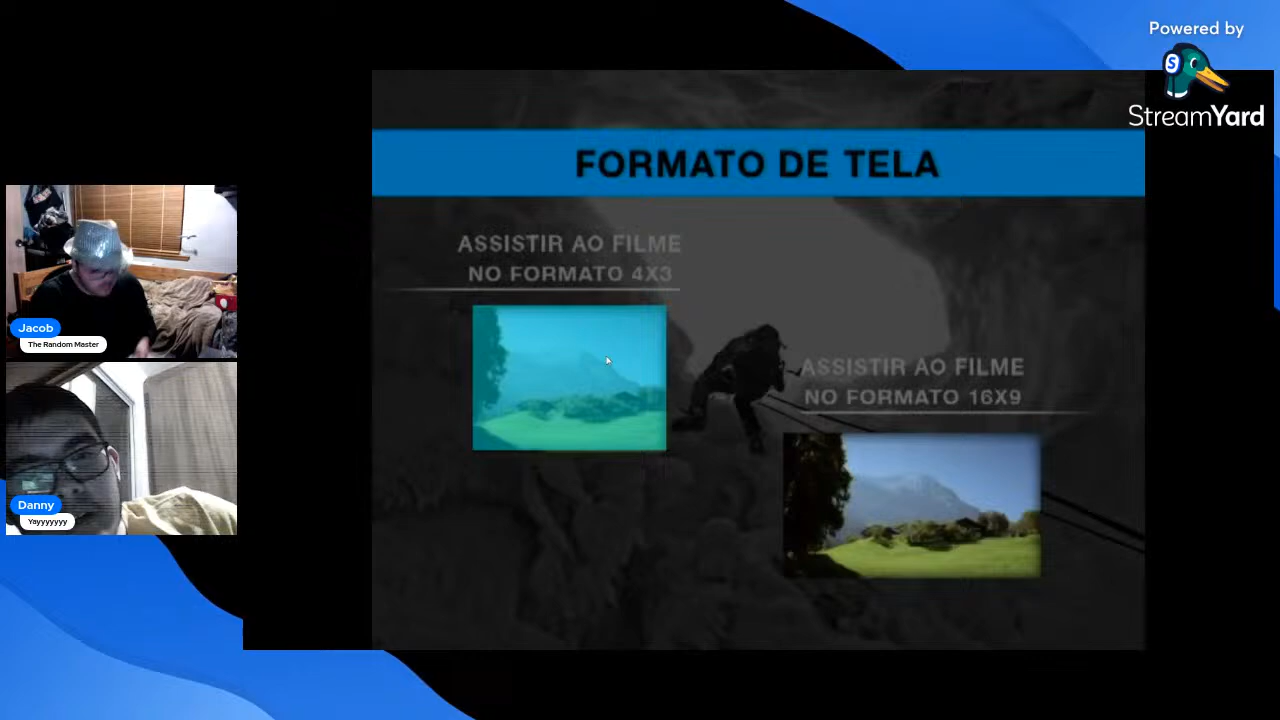 Powered by
StreamYard
FORMATO DE TELA
ASSISTIR AO FILME
NO FORMATO 4X3
ASSISTIR AO FILME
NO FORMATO 16X9
Jacob
The Random Master
Danny
Yayyyyyyy